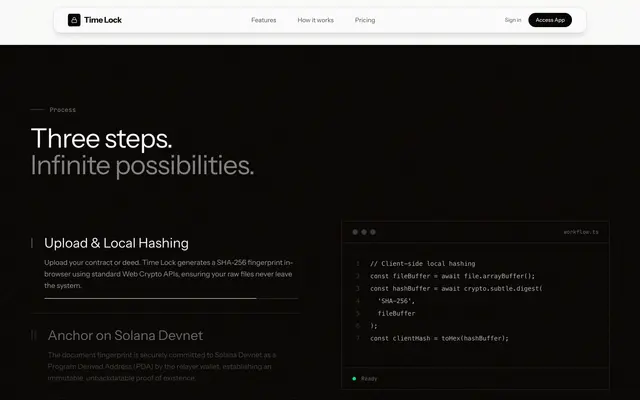 Time Lock
Features
How it works
Pricing
Sign in
Access App
Process
Three steps.
Infinite possibilities.
Upload & Local Hashing
Upload your contract or deed. Time Lock generates a SHA-256 fingerprint in-
browser using standard Web Crypto APIs, ensuring your raw files never leave
the system.
Anchor on Solana Devnet
The document fingerprint is securely committed to Solana Devnet as a
Program Derived Address (PDA) by the relayer wallet, establishing an
immutable, unbackdatable proof of existence.
workflow.ts
1 // Client-side local hashing
2 const fileBuffer = await file.arrayBuffer();
3 const hashBuffer = await crypto.subtle.digest(
4 'SHA-256',
5 fileBuffer
6 );
7 const clientHash = toHex(hashBuffer);
Ready